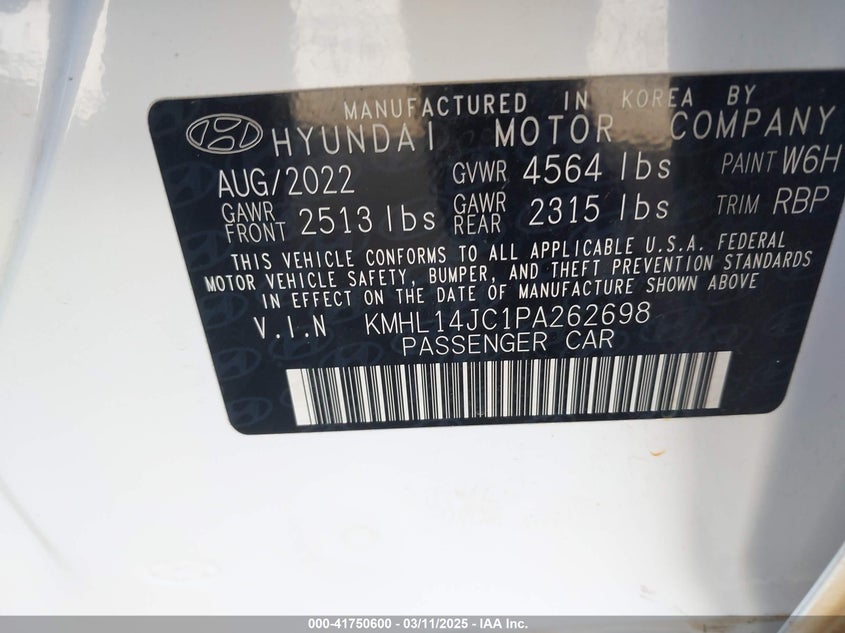 MANUFACTURED IN KOREA BY
HYUNDAI MOTOR COMPANY
AUG/2022 GVWR 4564 lbs PAINT W6H
GAWR FRONT 2513 lbs GAWR REAR 2315 lbs TRIM RBP
THIS VEHICLE CONFORMS TO ALL APPLICABLE U.S.A. FEDERAL
MOTOR VEHICLE SAFETY, BUMPER, AND THEFT PREVENTION STANDARDS
IN EFFECT ON THE DATE OF MANUFACTURE SHOWN ABOVE
V.I.N KMHL14JC1PA262698
PASSENGER CAR
000-41750600 - 03/11/2025 - IAA Inc.